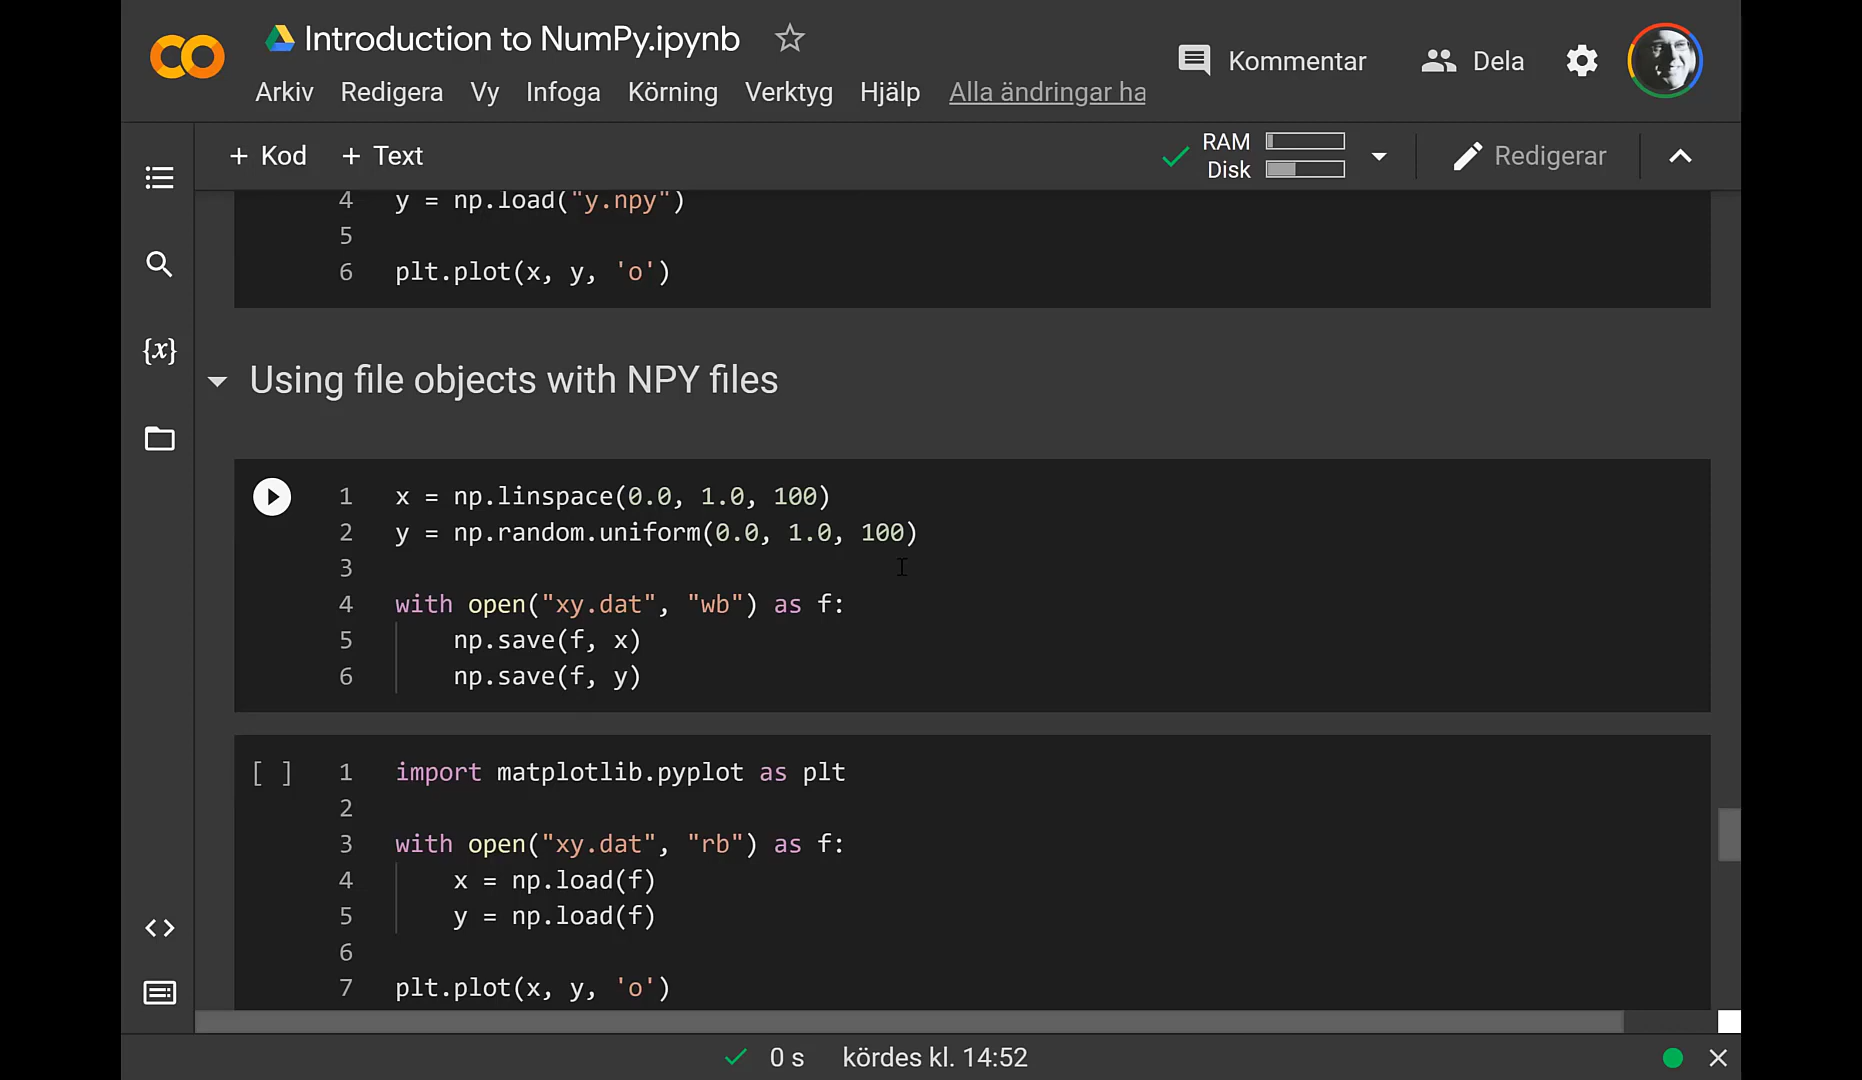 Introduction to NumPy.ipynb
Kommentar
Dela
Arkiv Redigera Vy Infoga Körning Verktyg Hjälp Alla ändringar ha
+ Kod + Text
RAM
Disk
Redigerar
4 y = np.load("y.npy")
5
6 plt.plot(x, y, 'o')
{x}
Using file objects with NPY files
1 x = np.linspace(0.0, 1.0, 100)
2 y = np.random.uniform(0.0, 1.0, 100)
3
4 with open("xy.dat", "wb") as f:
5     np.save(f, x)
6     np.save(f, y)
[ ] 1 import matplotlib.pyplot as plt
2
3 with open("xy.dat", "rb") as f:
4     x = np.load(f)
5     y = np.load(f)
6
7 plt.plot(x, y, 'o')
0 s kördes kl. 14:52